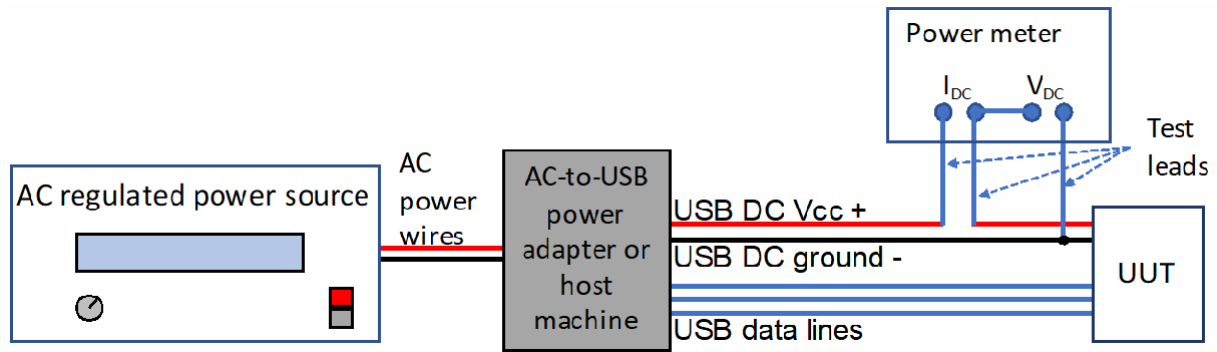 Power meter
I_DC V_DC
Test
leads
AC regulated power source
AC
power
wires
AC-to-USB
power
adapter or
host
machine
USB DC Vcc +
USB DC ground -
USB data lines
UUT